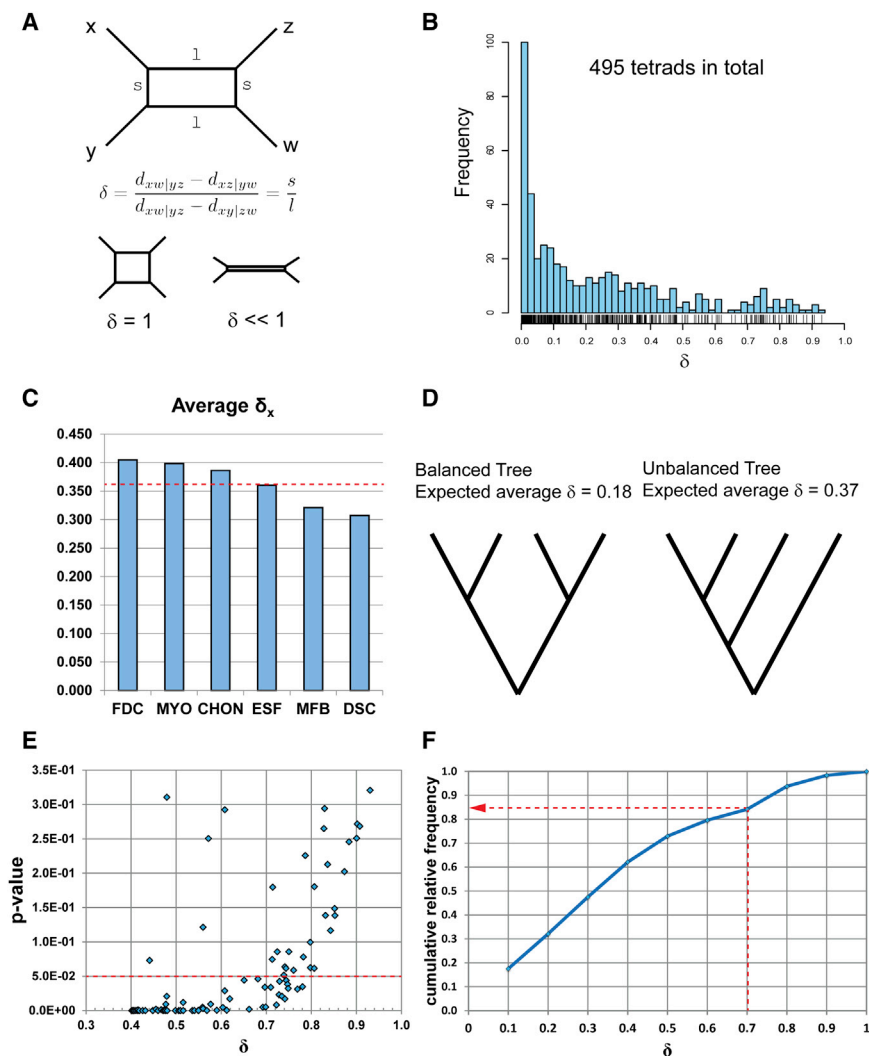 A
x
z
l
s
s
l
y
w
δ = d_xw|yz − d_xz|yw / d_xw|yz − d_xy|zw = s / l
δ = 1
δ << 1
B
495 tetrads in total
Frequency
100
80
60
40
20
0
0.0 0.1 0.2 0.3 0.4 0.5 0.6 0.7 0.8 0.9 1.0
δ
C
Average δx
0.450
0.400
0.350
0.300
0.250
0.200
0.150
0.100
0.050
0.000
FDC MYO CHON ESF MFB DSC
D
Balanced Tree
Expected average δ = 0.18
Unbalanced Tree
Expected average δ = 0.37
E
p-value
3.5E-01
3.0E-01
2.5E-01
2.0E-01
1.5E-01
1.0E-01
5.0E-02
0.0E+00
0.3 0.4 0.5 0.6 0.7 0.8 0.9 1.0
δ
F
cumulative relative frequency
1.0
0.9
0.8
0.7
0.6
0.5
0.4
0.3
0.2
0.1
0.0
0 0.1 0.2 0.3 0.4 0.5 0.6 0.7 0.8 0.9 1
δ